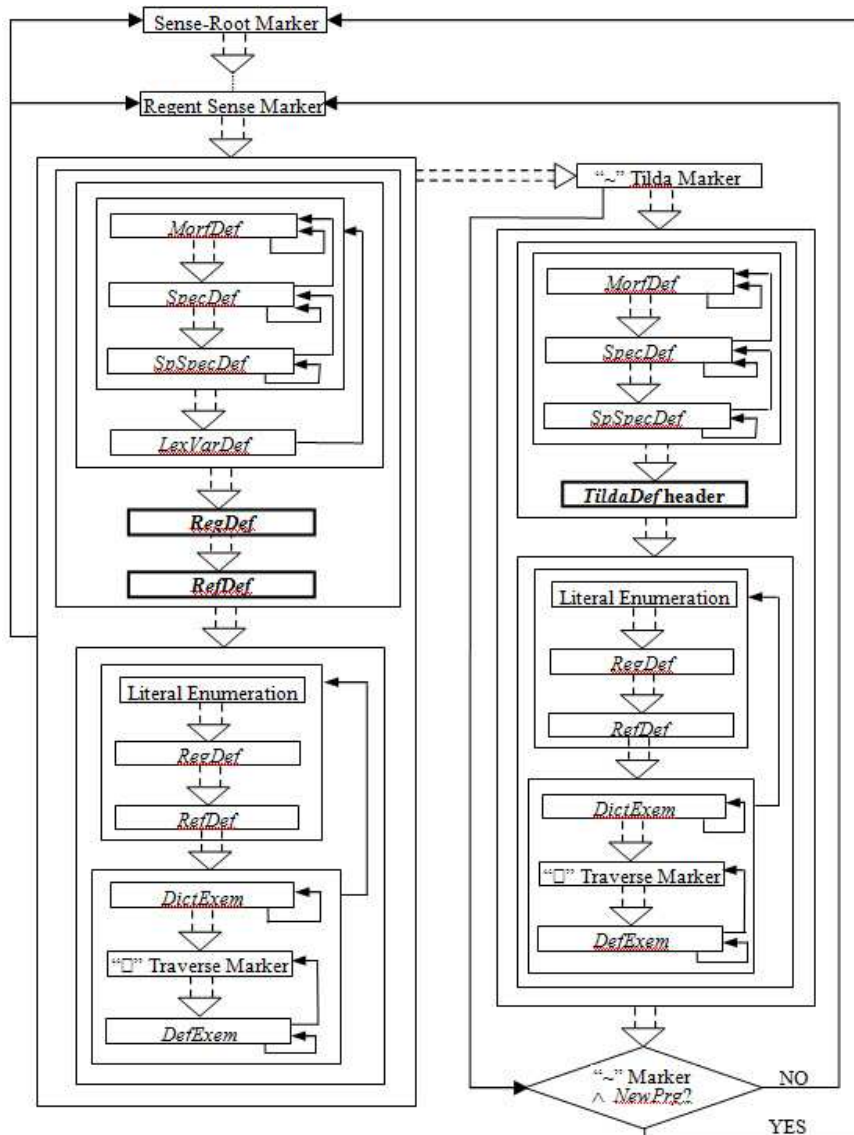 Sense-Root Marker
Regent Sense Marker
MorfDef
SpecDef
SpSpecDef
LexVarDef
RegDef
RefDef
Literal Enumeration
RegDef
RefDef
DictExem
“□” Traverse Marker
DefExem
“~” Tilda Marker
MorfDef
SpecDef
SpSpecDef
TildaDef header
Literal Enumeration
RegDef
RefDef
DictExem
“□” Traverse Marker
DefExem
“~” Marker
∧ NewPrg?
NO
YES